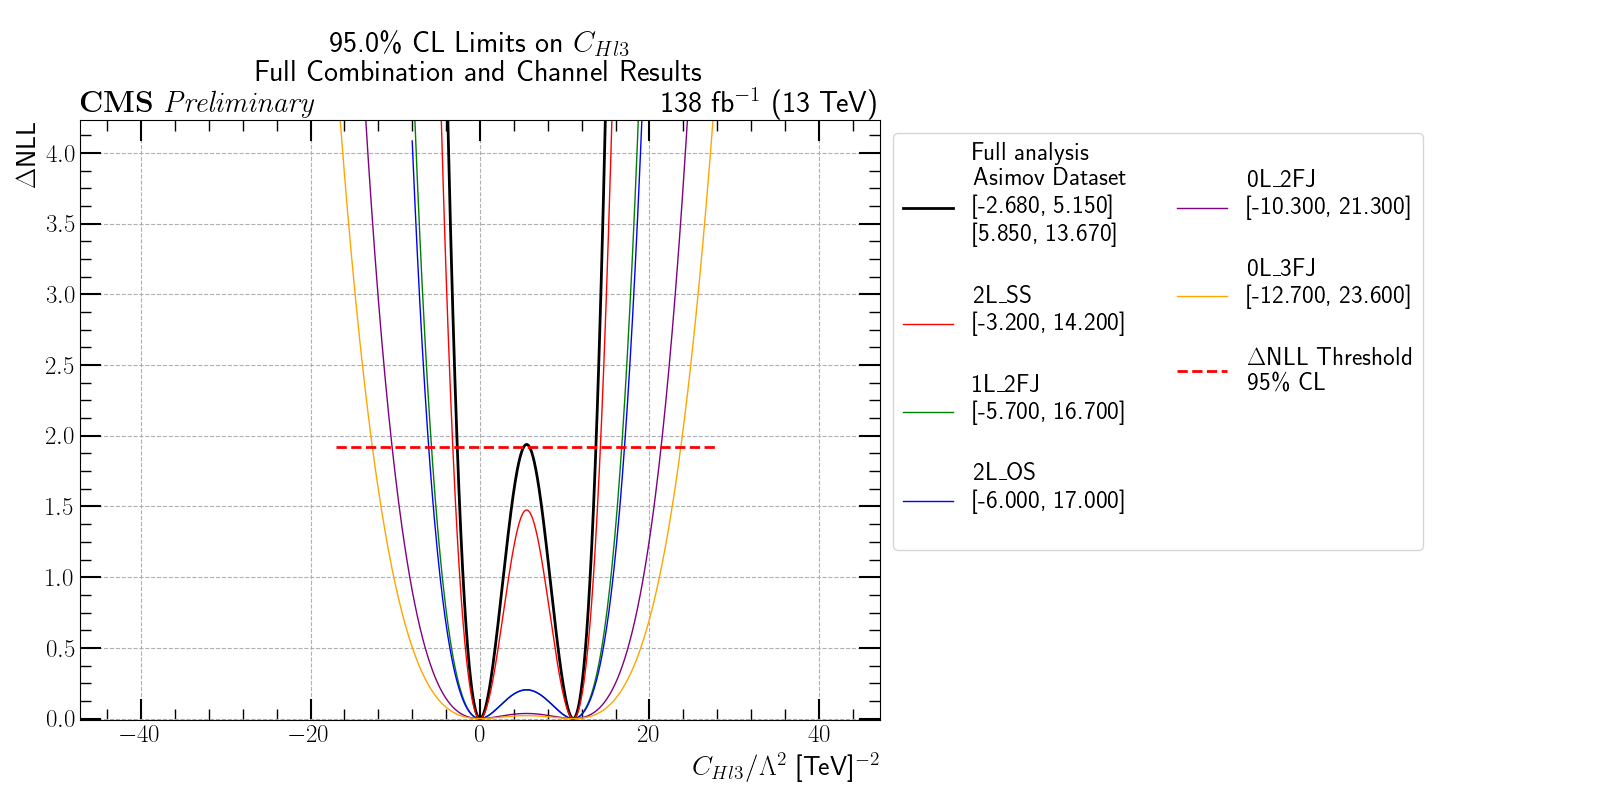 95.0% CL Limits on C_{Hl3}
Full Combination and Channel Results
CMS Preliminary
138 fb^{-1} (13 TeV)
ΔNLL
4.0
3.5
3.0
2.5
2.0
1.5
1.0
0.5
0.0
−40
−20
0
20
40
C_{Hl3}/Λ^2 [TeV]^{−2}
Full analysis
Asimov Dataset
[-2.680, 5.150]
[5.850, 13.670]
2L_SS
[-3.200, 14.200]
1L_2FJ
[-5.700, 16.700]
2L_OS
[-6.000, 17.000]
0L_2FJ
[-10.300, 21.300]
0L_3FJ
[-12.700, 23.600]
ΔNLL Threshold
95% CL